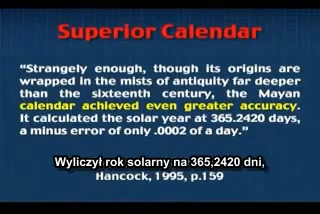 Superior Calendar
“Strangely enough, though its origins are
wrapped in the mists of antiquity far deeper
than the sixteenth century, the Mayan
calendar achieved even greater accuracy.
It calculated the solar year at 365.2420 days,
a minus error of only .0002 of a day.”
Wyliczył rok solarny na 365,2420 dni,
Hancock, 1995, p.159